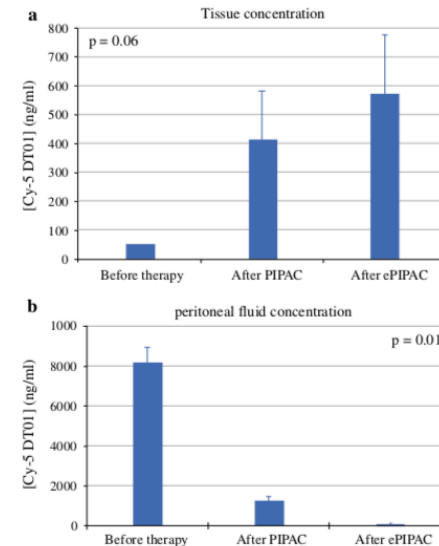 a
Tissue concentration
p = 0.06
800
700
600
500
400
300
200
100
0
[Cy-5 DT01] (ng/ml)
Before therapy After PIPAC After ePIPAC
b
peritoneal fluid concentration
p = 0.01
1000
8000
6000
4000
2000
0
[Cy-5 DT01] (ng/ml)
Before therapy After PIPAC After ePIPAC